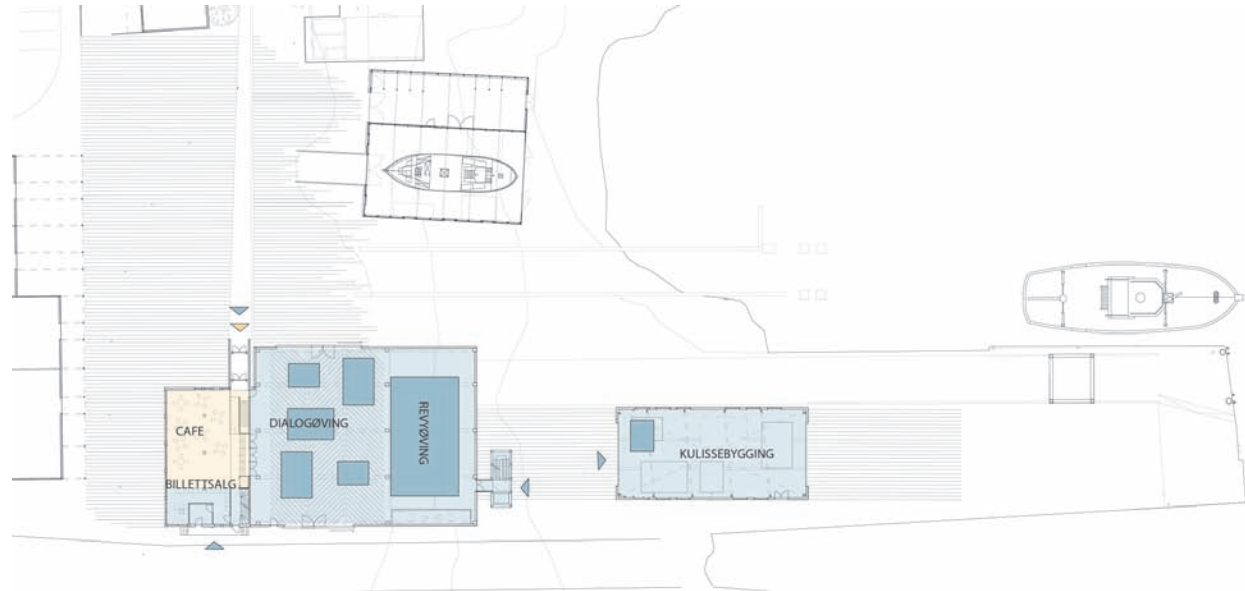 DIALOGØVING
REVYØVING
CAFE
KULISSEBYGGING
BILLETTSALG